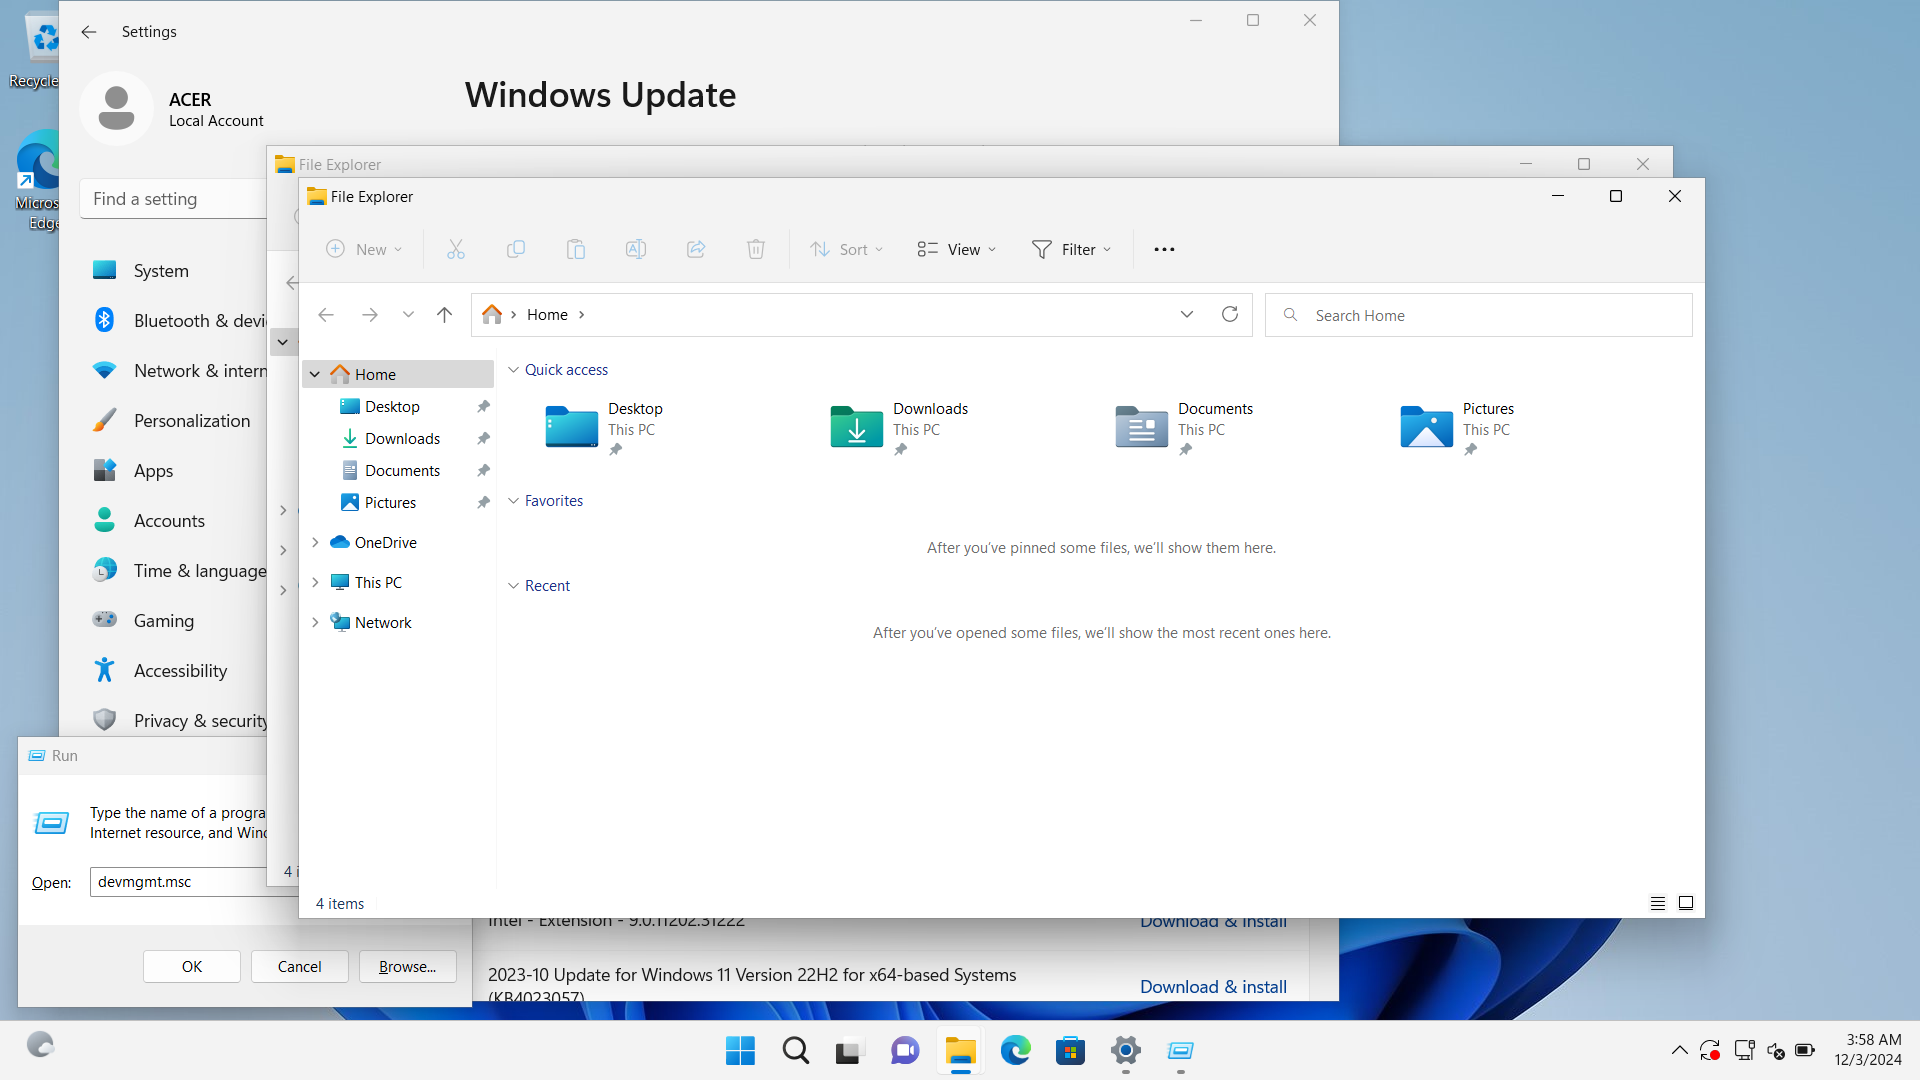 Recycle
Microso
Edge
Settings
ACER
Local Account
Windows Update
Find a setting
System
Bluetooth & devi
Network & intern
Personalization
Apps
Accounts
Time & language
Gaming
Accessibility
Privacy & security
File Explorer
File Explorer
New
Sort
View
Filter
Home
Search Home
Home
Desktop
Downloads
Documents
Pictures
OneDrive
This PC
Network
Quick access
Desktop
This PC
Downloads
This PC
Documents
This PC
Pictures
This PC
Favorites
After you've pinned some files, we'll show them here.
Recent
After you've opened some files, we'll show the most recent ones here.
4 items
4 i
Run
Type the name of a progra
Internet resource, and Wind
Open:
devmgmt.msc
OK
Cancel
Browse...
Intel - Extension - 9.0.11202.31222
Download & install
2023-10 Update for Windows 11 Version 22H2 for x64-based Systems
(KB4023057)
Download & install
3:58 AM
12/3/2024